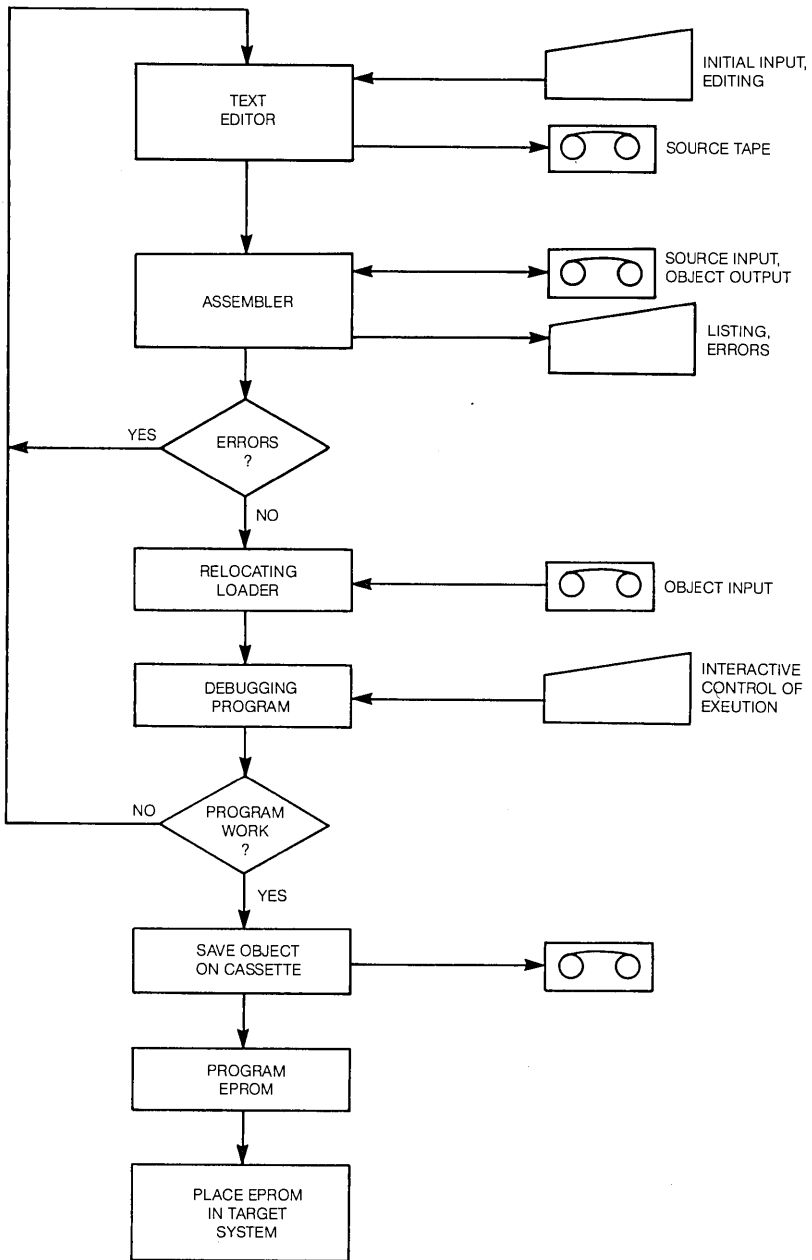 TEXT
EDITOR
INITIAL INPUT,
EDITING
SOURCE TAPE
ASSEMBLER
SOURCE INPUT,
OBJECT OUTPUT
LISTING,
ERRORS
YES
ERRORS
?
NO
RELOCATING
LOADER
OBJECT INPUT
DEBUGGING
PROGRAM
INTERACTIVE
CONTROL OF
EXEUTION
NO
PROGRAM
WORK
?
YES
SAVE OBJECT
ON CASSETTE
PROGRAM
EPROM
PLACE EPROM
IN TARGET
SYSTEM